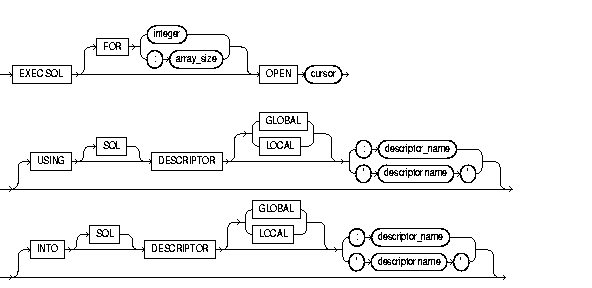 integer
FOR
: array_size
EXEC SQL OPEN cursor
GLOBAL
SQL LOCAL : descriptor_name
USING DESCRIPTOR ' descriptor name '
GLOBAL
SQL LOCAL : descriptor_name
INTO DESCRIPTOR ' descriptor name '